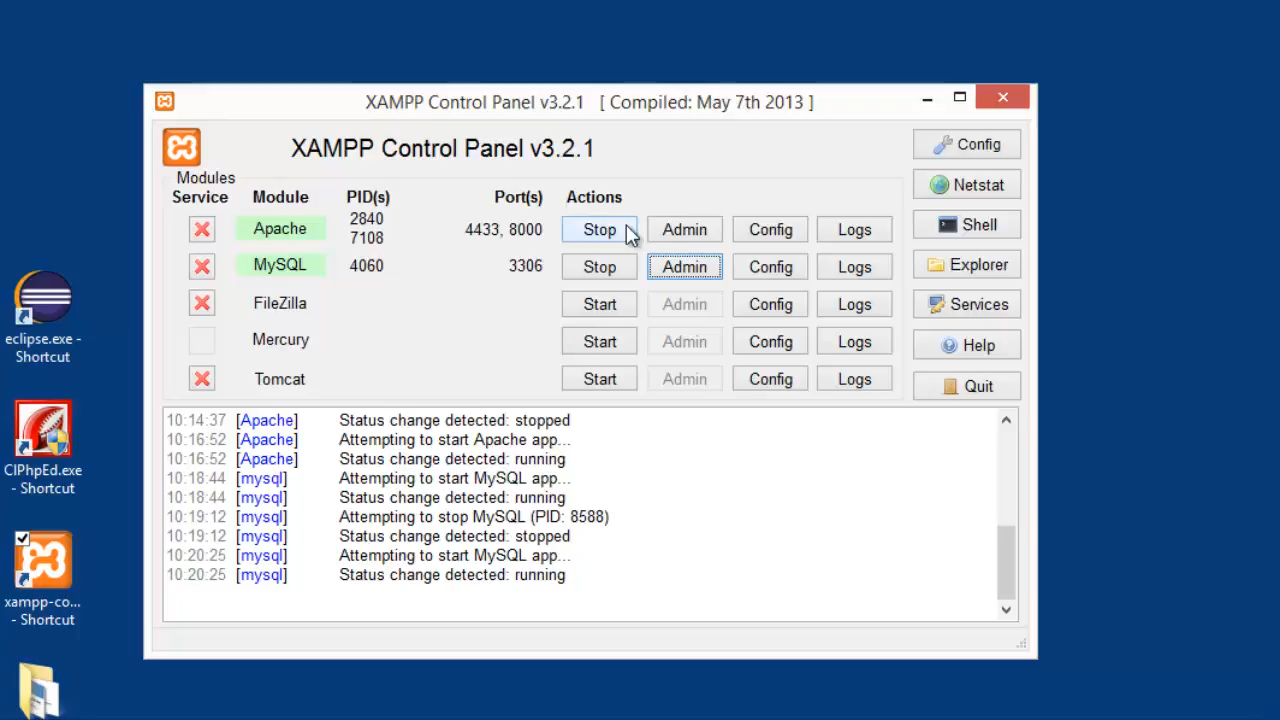 XAMPP Control Panel v3.2.1 [ Compiled: May 7th 2013 ]
XAMPP Control Panel v3.2.1
Config
Modules
Service Module PID(s) Port(s) Actions
Netstat
Apache 2840 7108 4433, 8000 Stop Admin Config Logs
Shell
MySQL 4060 3306 Stop Admin Config Logs
Explorer
FileZilla Start Admin Config Logs
Services
Mercury Start Admin Config Logs
Help
Tomcat Start Admin Config Logs
Quit
10:14:37 [Apache] Status change detected: stopped
10:16:52 [Apache] Attempting to start Apache app...
10:16:52 [Apache] Status change detected: running
10:18:44 [mysql] Attempting to start MySQL app...
10:18:44 [mysql] Status change detected: running
10:19:12 [mysql] Attempting to stop MySQL (PID: 8588)
10:19:12 [mysql] Status change detected: stopped
10:20:25 [mysql] Attempting to start MySQL app...
10:20:25 [mysql] Status change detected: running
eclipse.exe -
Shortcut
ClPhpEd.exe
- Shortcut
xampp-co...
- Shortcut